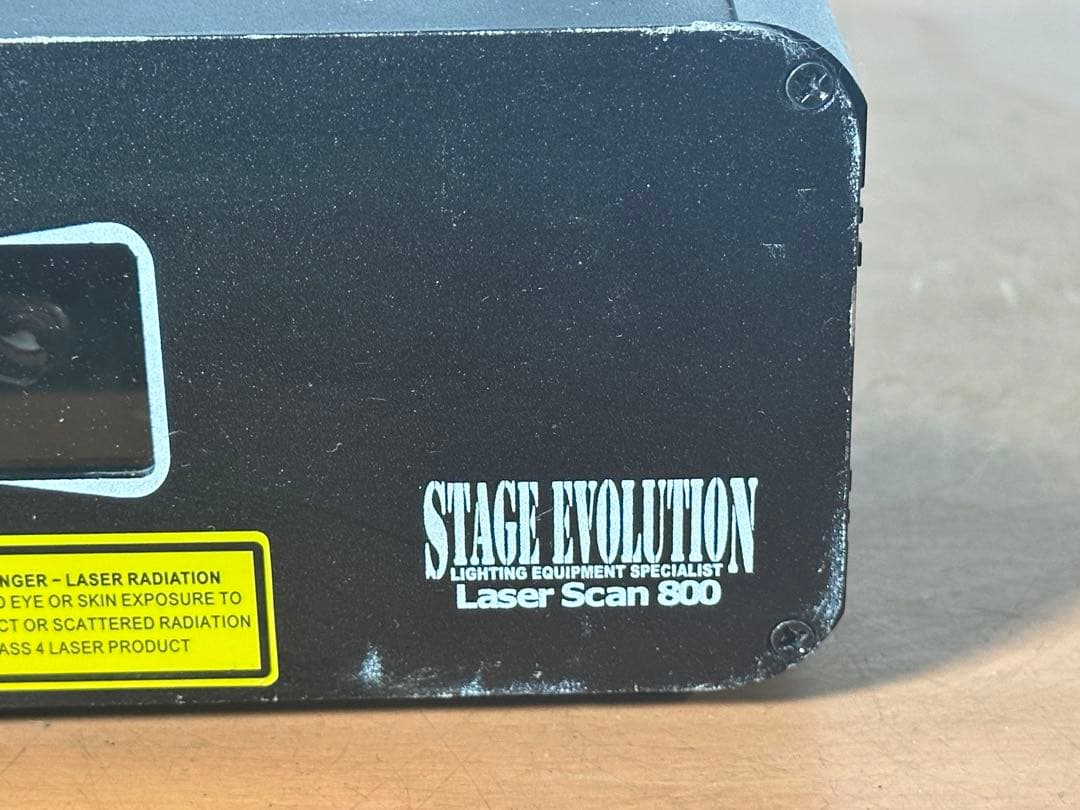 STAGE EVOLUTION
LIGHTING EQUIPMENT SPECIALIST
Laser Scan 800
NGER – LASER RADIATION
EYE OR SKIN EXPOSURE TO
CT OR SCATTERED RADIATION
ASS 4 LASER PRODUCT